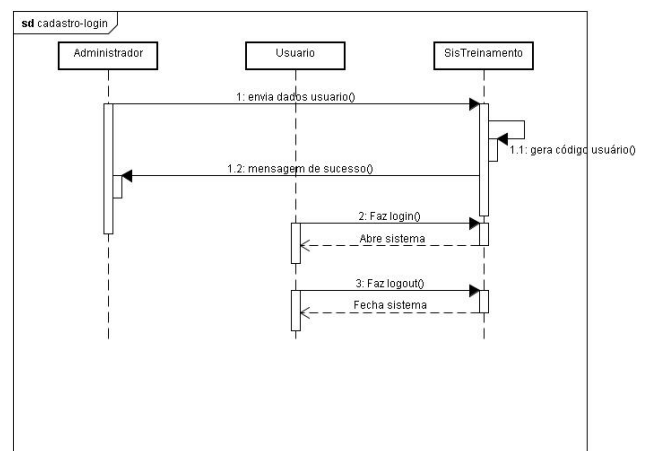 sd cadastro-login
Administrador
Usuario
SisTreinamento
1: envia dados usuario()
1.1: gera código usuário()
1.2: mensagem de sucesso()
2: Faz login()
Abre sistema
3: Faz logout()
Fecha sistema